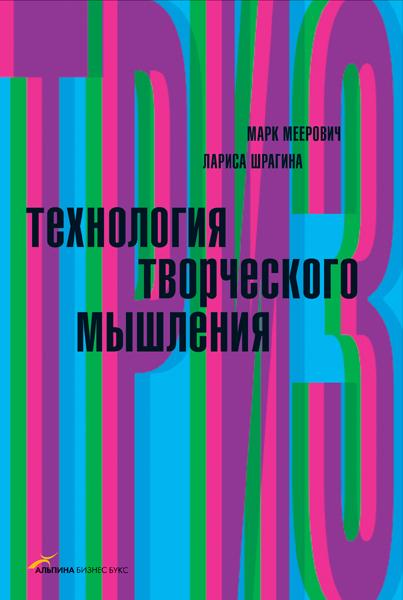 ТРИЗ
МАРК МЕЕРОВИЧ
ЛАРИСА ШРАГИНА
ТЕХНОЛОГИЯ
ТВОРЧЕСКОГО
МЫШЛЕНИЯ
АЛЬПИНА БИЗНЕС БУКС